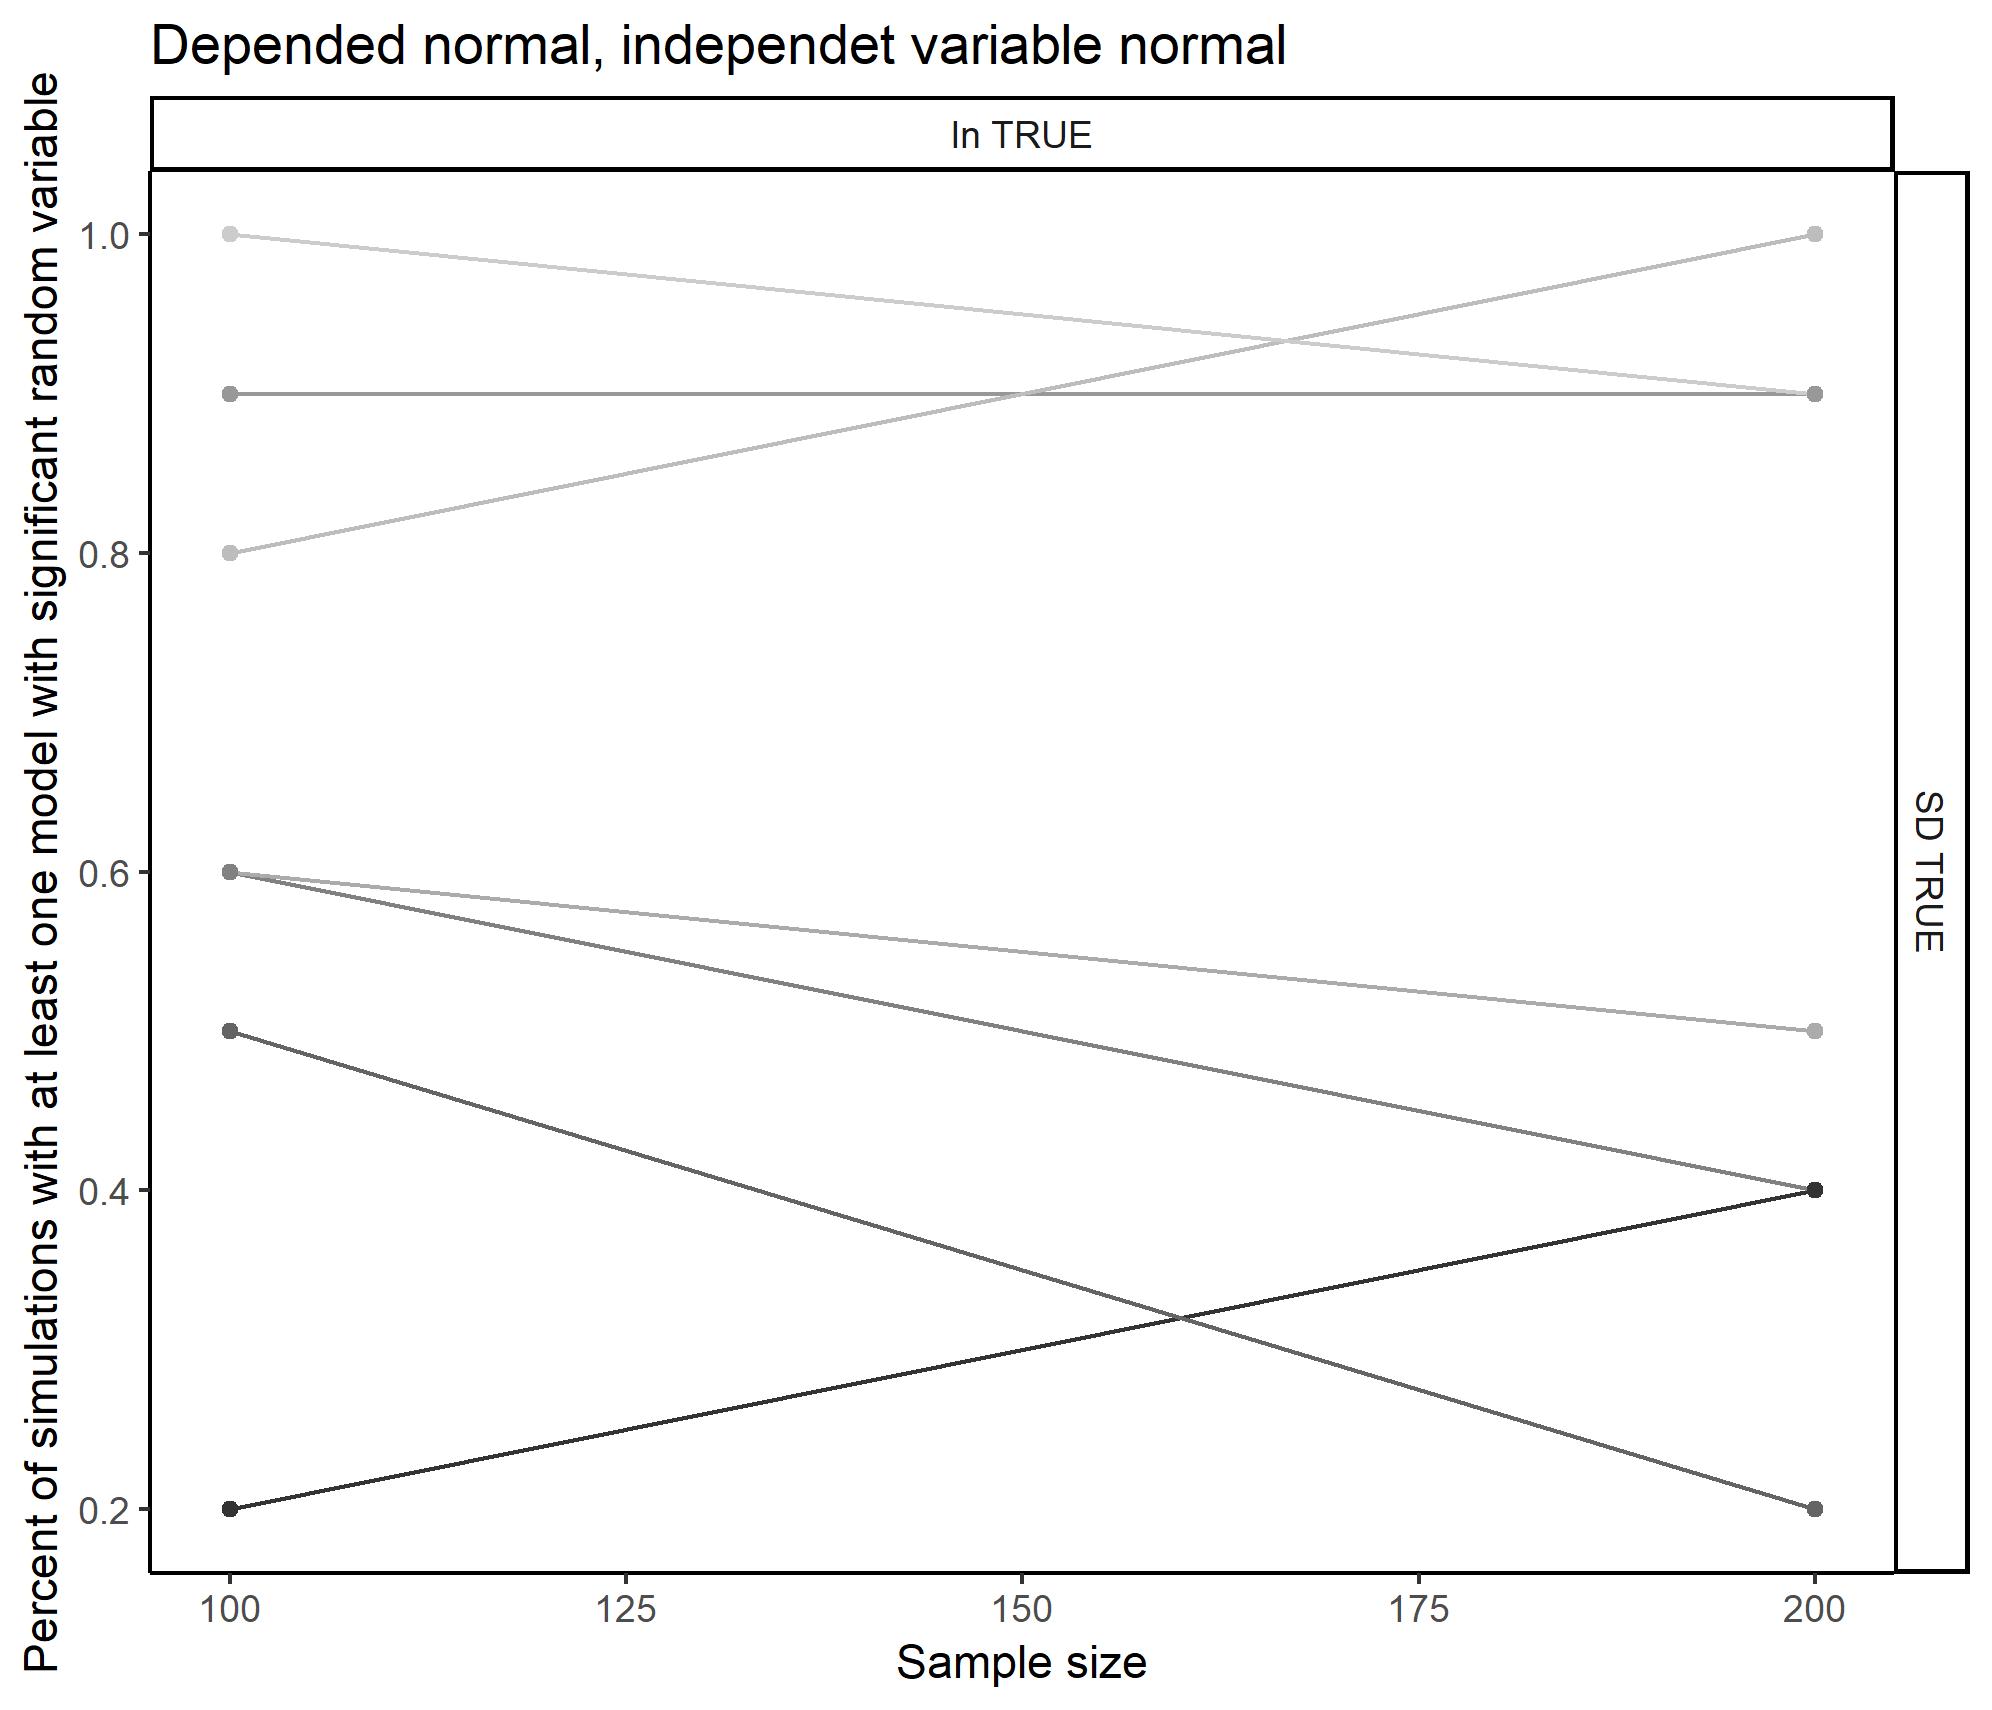 Depended normal, independet variable normal
In TRUE
SD TRUE
Percent of simulations with at least one model with significant random variable
1.0
0.8
0.6
0.4
0.2
100 125 150 175 200
Sample size